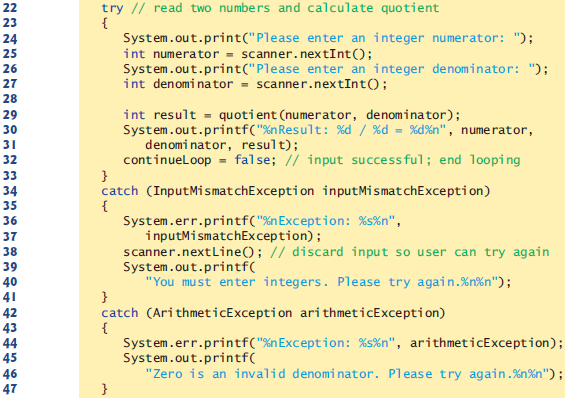 22 try // read two numbers and calculate quotient
23 {
24 System.out.print("Please enter an integer numerator: ");
25 int numerator = scanner.nextInt();
26 System.out.print("Please enter an integer denominator: ");
27 int denominator = scanner.nextInt();
28
29 int result = quotient(numerator, denominator);
30 System.out.printf("%nResult: %d / %d = %d%n", numerator,
31 denominator, result);
32 continueLoop = false; // input successful; end looping
33 }
34 catch (InputMismatchException inputMismatchException)
35 {
36 System.err.printf("%nException: %s%n",
37 inputMismatchException);
38 scanner.nextLine(); // discard input so user can try again
39 System.out.printf(
40 "You must enter integers. Please try again.%n%n");
41 }
42 catch (ArithmeticException arithmeticException)
43 {
44 System.err.printf("%nException: %s%n", arithmeticException);
45 System.out.printf(
46 "Zero is an invalid denominator. Please try again.%n%n");
47 }